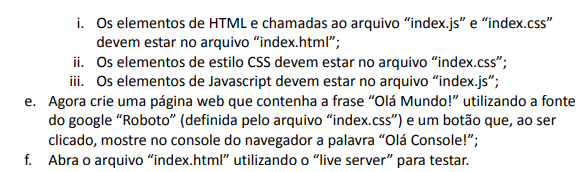 i. Os elementos de HTML e chamadas ao arquivo “index.js” e “index.css”
devem estar no arquivo “index.html”;
ii. Os elementos de estilo CSS devem estar no arquivo “index.css”;
iii. Os elementos de Javascript devem estar no arquivo “index.js”;
e. Agora crie uma página web que contenha a frase “Olá Mundo!” utilizando a fonte
do google “Roboto” (definida pelo arquivo “index.css”) e um botão que, ao ser
clicado, mostre no console do navegador a palavra “Olá Console!”;
f. Abra o arquivo “index.html” utilizando o “live server” para testar.